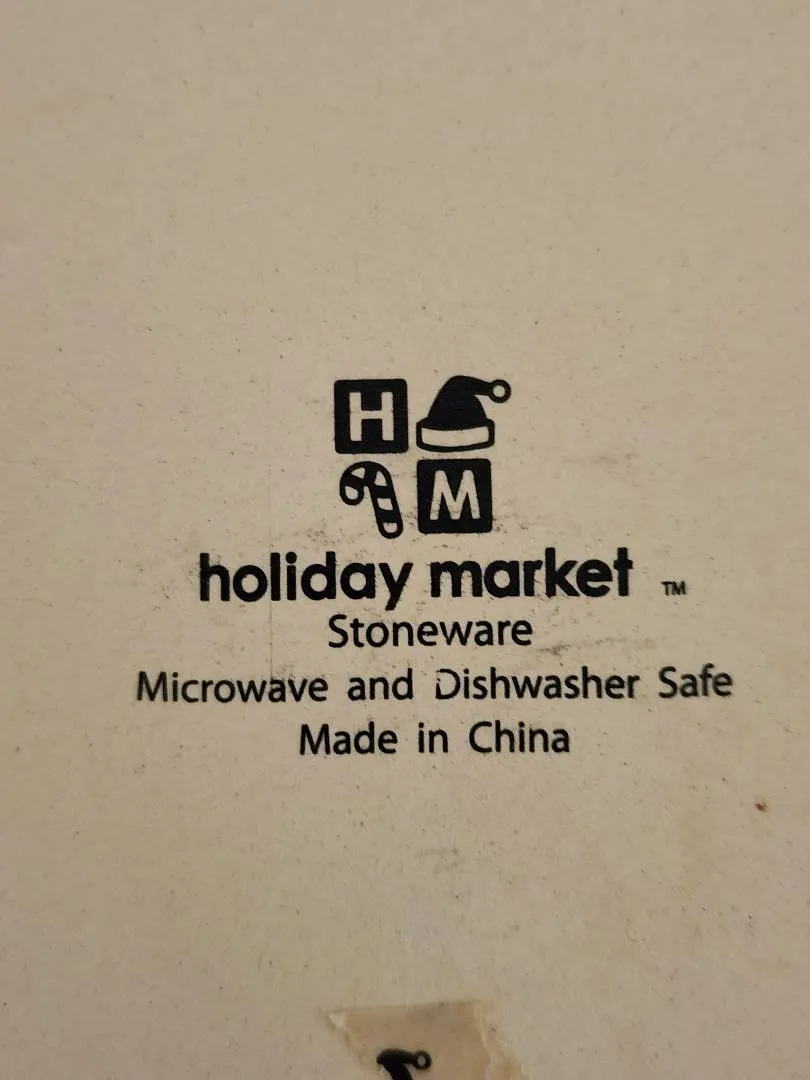 H
M
holiday market ™
Stoneware
Microwave and Dishwasher Safe
Made in China